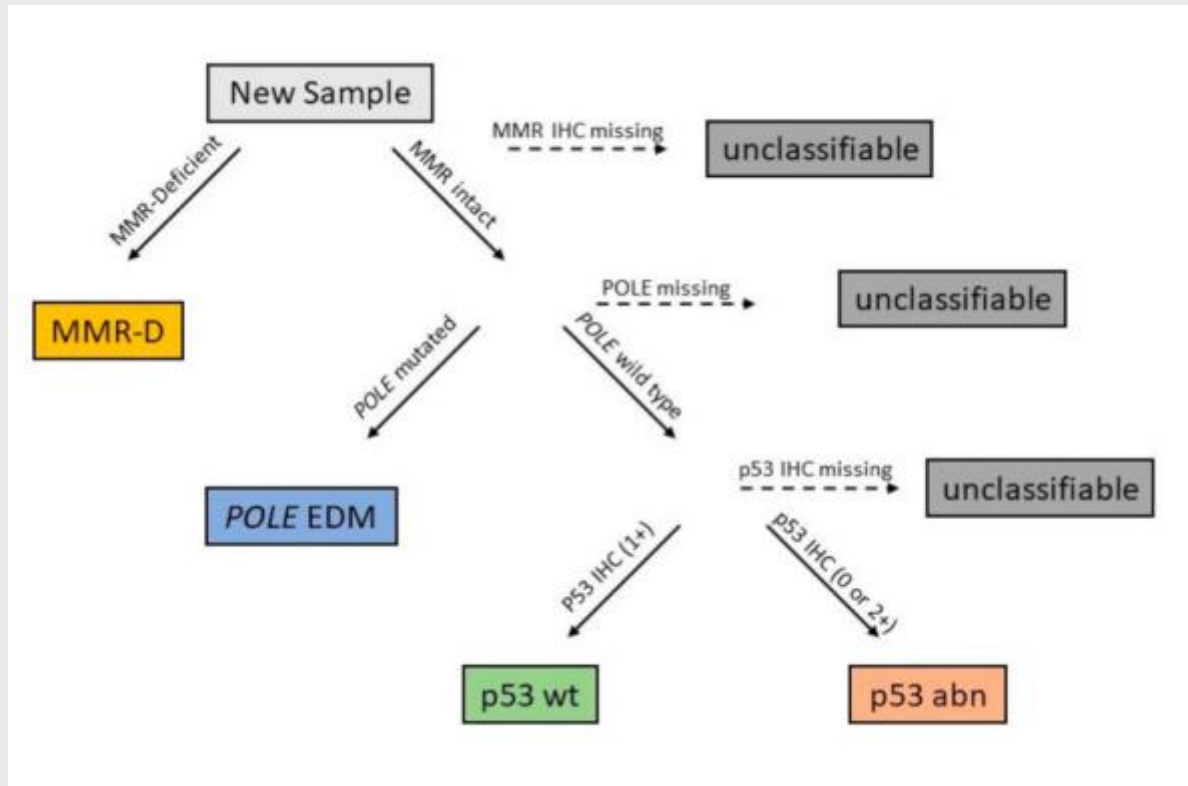 New Sample
MMR IHC missing
unclassifiable
MMR-Deficient
MMR intact
MMR-D
POLE missing
unclassifiable
POLE mutated
POLE wild type
POLE EDM
p53 IHC missing
unclassifiable
P53 IHC (1+)
p53 IHC (0 or 2+)
p53 wt
p53 abn